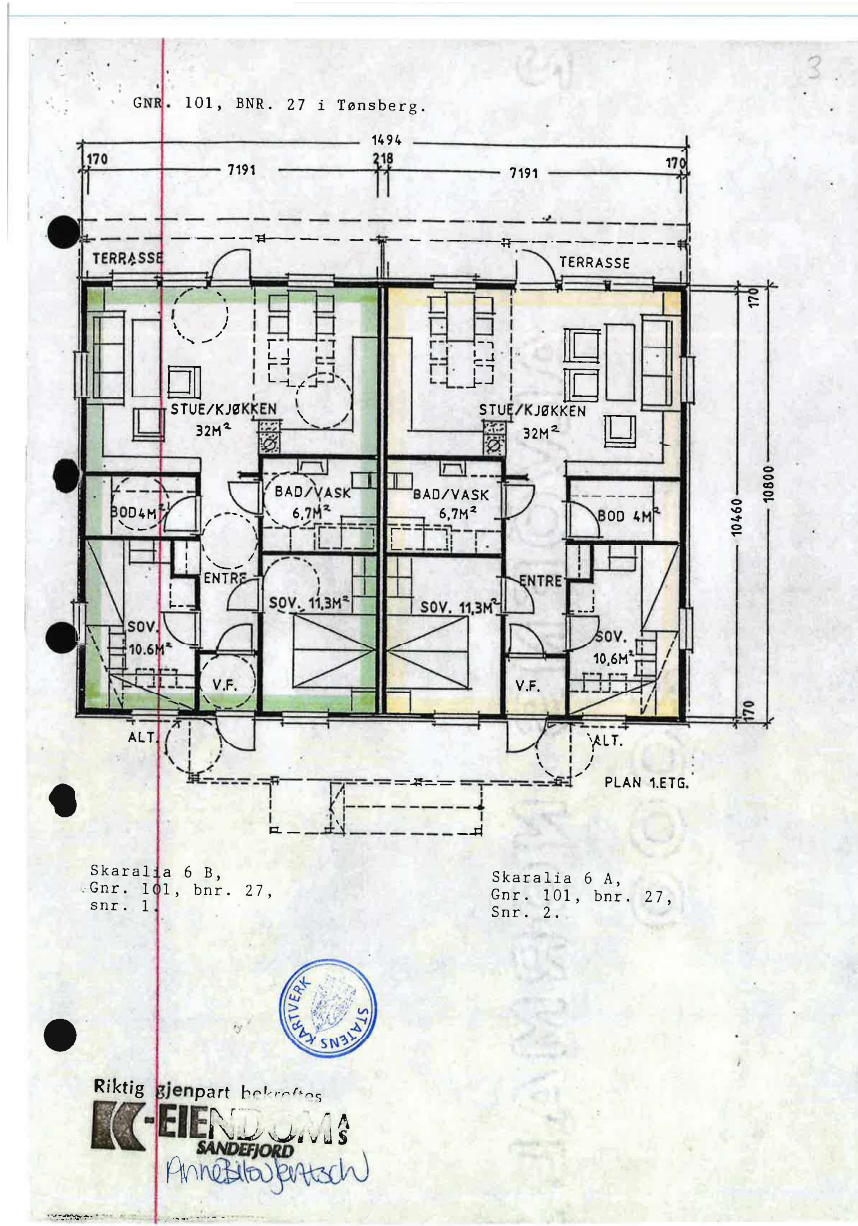 3
GNR. 101, BNR. 27 i Tønsberg.
1494
170 7191 218 7191 170
TERRASSE TERRASSE
170
STUE/KJØKKEN
32M²
STUE/KJØKKEN
32M²
10460
10800
BAD/VASK
6,7M²
BAD/VASK
6,7M²
BOD 4M²
BOD 4M²
ENTRE
ENTRE
SOV. 11,3M²
SOV. 11,3M²
SOV.
10.6M²
SOV.
10,6M²
V.F.
V.F.
170
ALT.
ALT.
PLAN 1.ETG.
Skaralia 6 B,
Gnr. 101, bnr. 27,
snr. 1.
Skaralia 6 A,
Gnr. 101, bnr. 27,
Snr. 2.
STATENS KARTVERK
Riktig gjenpart bekreftes
K-EIENDOM AS
SANDEFJORD